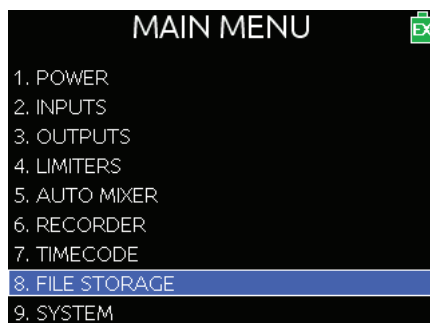 MAIN MENU
EX
1. POWER
2. INPUTS
3. OUTPUTS
4. LIMITERS
5. AUTO MIXER
6. RECORDER
7. TIMECODE
8. FILE STORAGE
9. SYSTEM